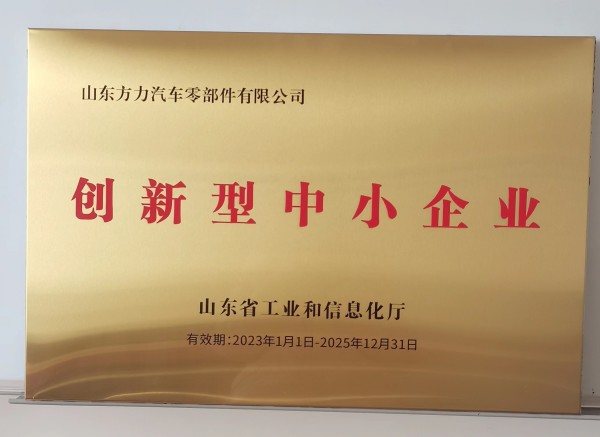 山东方力汽车零部件有限公司
创新型中小企业
山东省工业和信息化厅
有效期:2023年1月1日-2025年12月31日